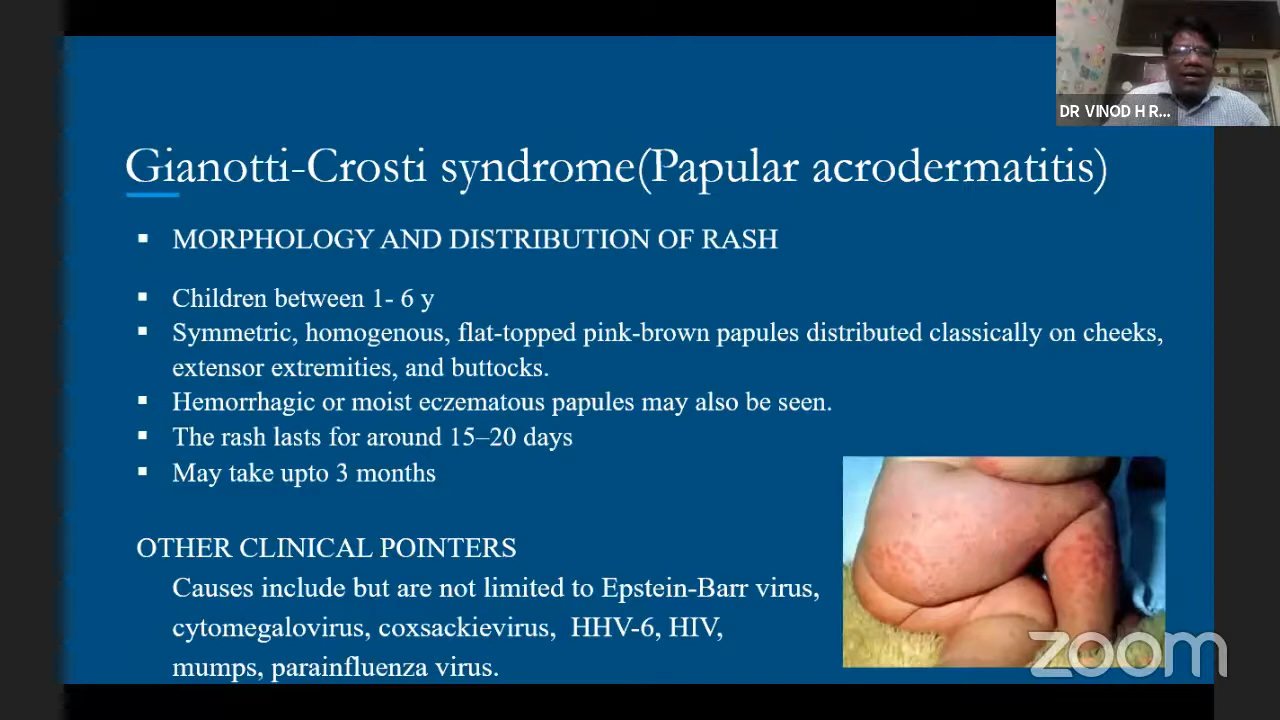 DR VINOD H R...
Gianotti-Crosti syndrome(Papular acrodermatitis)
▪ MORPHOLOGY AND DISTRIBUTION OF RASH
▪ Children between 1- 6 y
▪ Symmetric, homogenous, flat-topped pink-brown papules distributed classically on cheeks,
extensor extremities, and buttocks.
▪ Hemorrhagic or moist eczematous papules may also be seen.
▪ The rash lasts for around 15–20 days
▪ May take upto 3 months
OTHER CLINICAL POINTERS
Causes include but are not limited to Epstein-Barr virus,
cytomegalovirus, coxsackievirus, HHV-6, HIV,
mumps, parainfluenza virus.
zoom